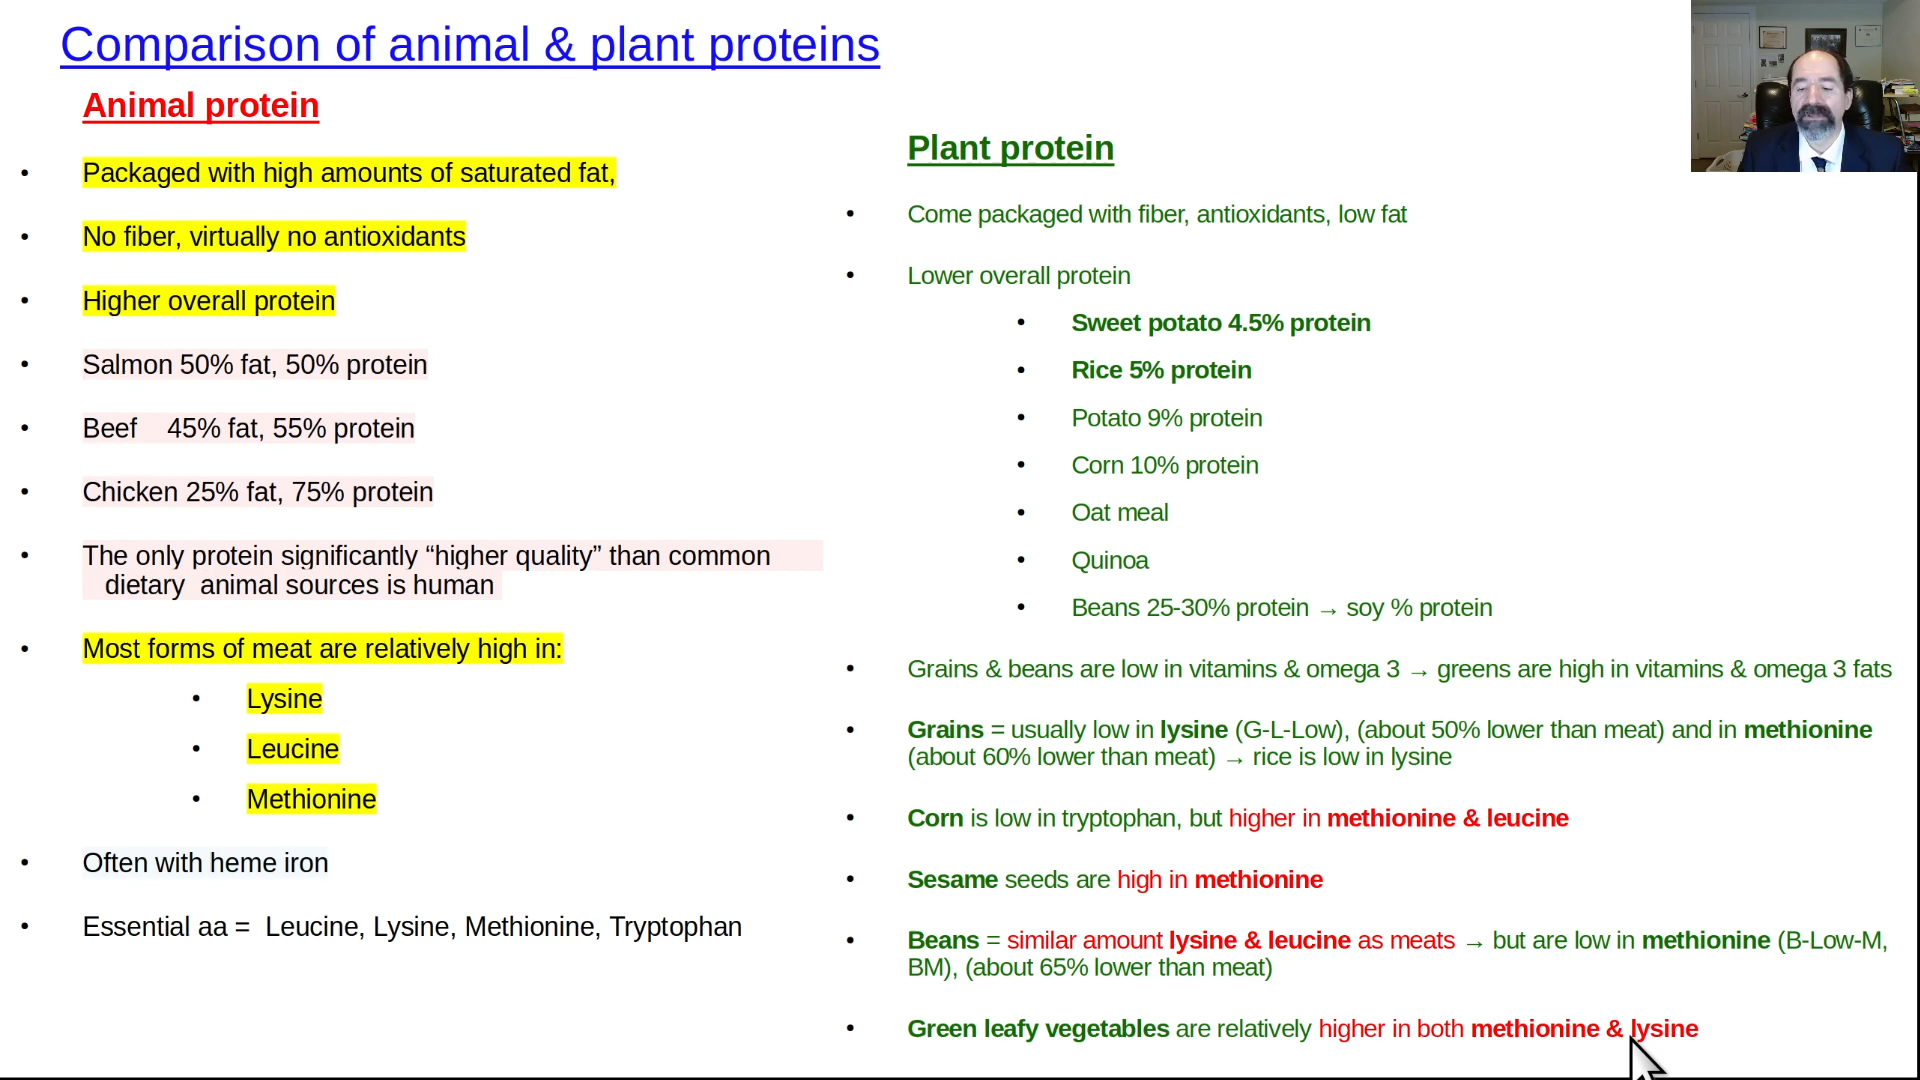 Comparison of animal & plant proteins
Animal protein
• Packaged with high amounts of saturated fat,
• No fiber, virtually no antioxidants
• Higher overall protein
• Salmon 50% fat, 50% protein
• Beef    45% fat, 55% protein
• Chicken 25% fat, 75% protein
• The only protein significantly “higher quality” than common
dietary  animal sources is human
• Most forms of meat are relatively high in:
• Lysine
• Leucine
• Methionine
• Often with heme iron
• Essential aa =  Leucine, Lysine, Methionine, Tryptophan
Plant protein
• Come packaged with fiber, antioxidants, low fat
• Lower overall protein
• Sweet potato 4.5% protein
• Rice 5% protein
• Potato 9% protein
• Corn 10% protein
• Oat meal
• Quinoa
• Beans 25-30% protein → soy % protein
• Grains & beans are low in vitamins & omega 3 → greens are high in vitamins & omega 3 fats
• Grains = usually low in lysine (G-L-Low), (about 50% lower than meat) and in methionine
(about 60% lower than meat) → rice is low in lysine
• Corn is low in tryptophan, but higher in methionine & leucine
• Sesame seeds are high in methionine
• Beans = similar amount lysine & leucine as meats → but are low in methionine (B-Low-M,
BM), (about 65% lower than meat)
• Green leafy vegetables are relatively higher in both methionine & lysine